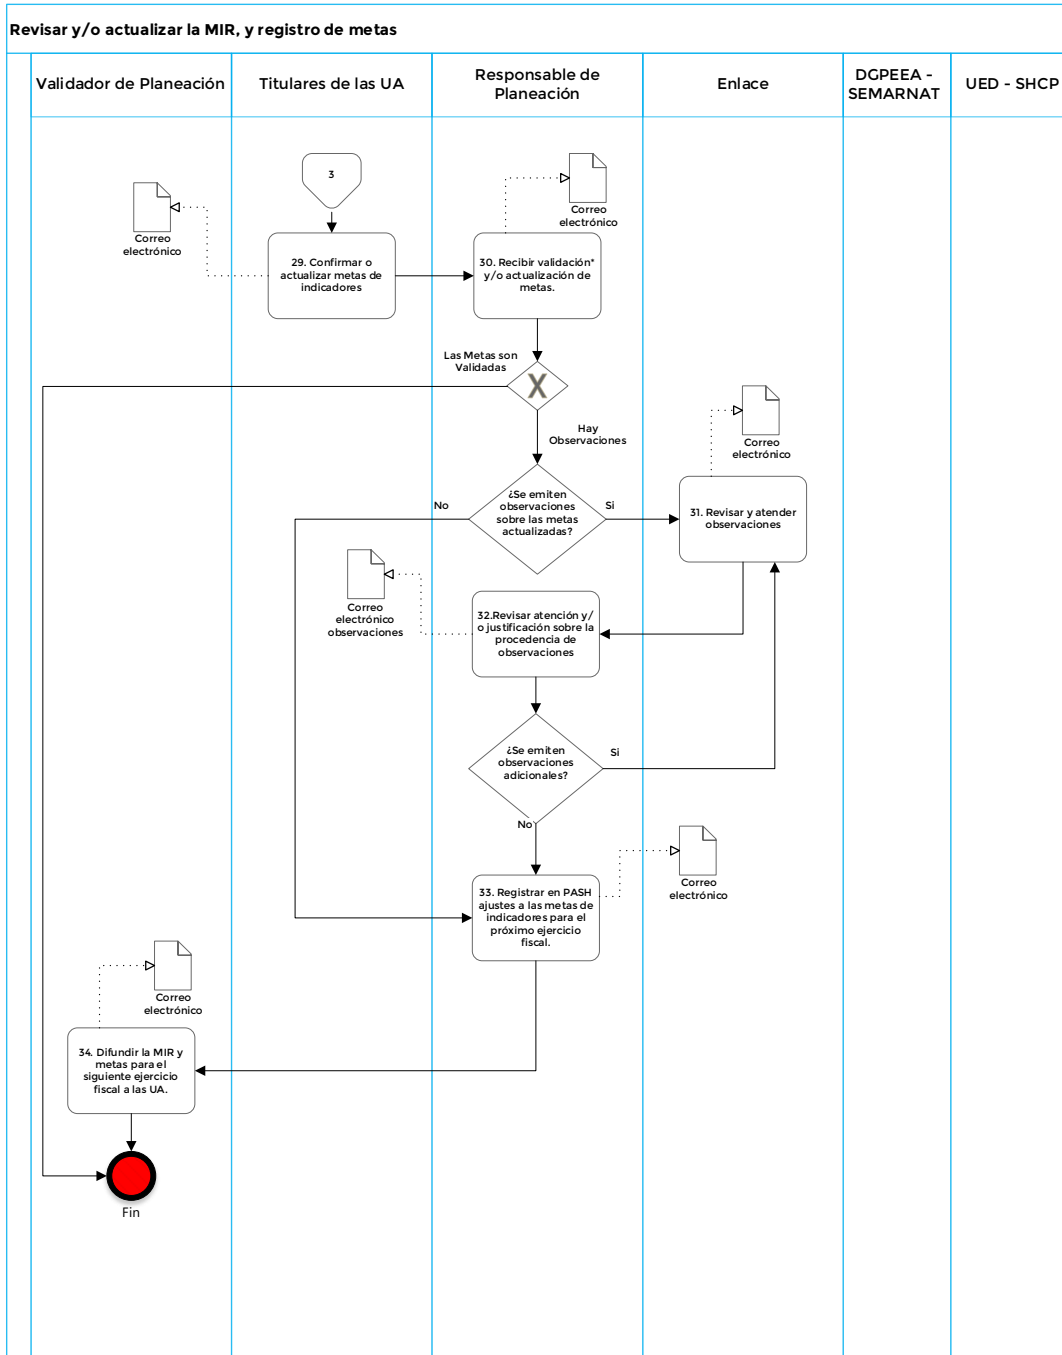 Revisar y/o actualizar la MIR, y registro de metas
Validador de Planeación
Titulares de las UA
Responsable de
Planeación
Enlace
DGPEEA -
SEMARNAT
UED - SHCP
3
Correo
electrónico
Correo
electrónico
29. Confirmar o
actualizar metas de
indicadores
30. Recibir validación*
y/o actualización de
metas.
Las Metas son
Validadas
X
Hay
Observaciones
Correo
electrónico
No
¿Se emiten
observaciones
sobre las metas
actualizadas?
Si
31. Revisar y atender
observaciones
Correo
electrónico
observaciones
32.Revisar atención y/
o justificación sobre la
procedencia de
observaciones
¿Se emiten
observaciones
adicionales?
Si
No
Correo
electrónico
33. Registrar en PASH
ajustes a las metas de
indicadores para el
próximo ejercicio
fiscal.
Correo
electrónico
34. Difundir la MIR y
metas para el
siguiente ejercicio
fiscal a las UA.
Fin